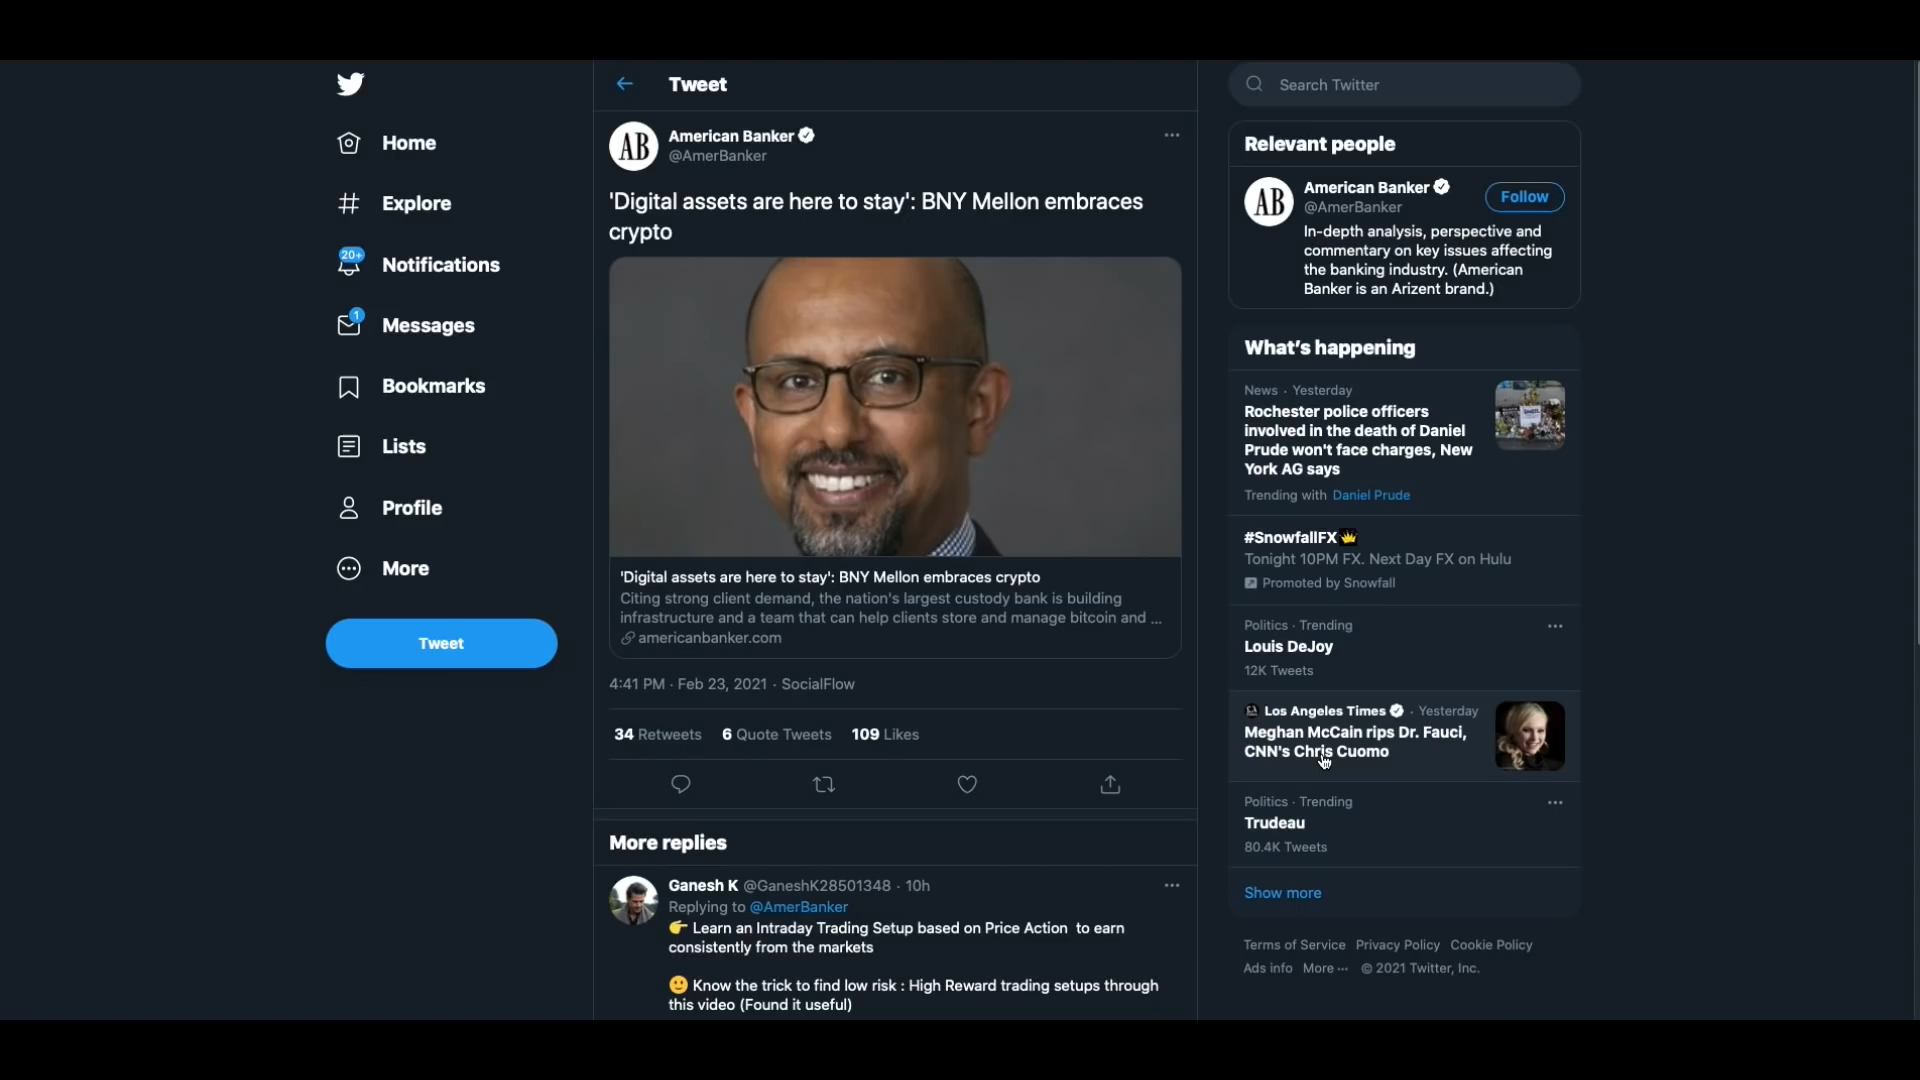 Home
Explore
20+
Notifications
1
Messages
Bookmarks
Lists
Profile
More
Tweet
Tweet
AB
American Banker
@AmerBanker
'Digital assets are here to stay': BNY Mellon embraces
crypto
'Digital assets are here to stay': BNY Mellon embraces crypto
Citing strong client demand, the nation's largest custody bank is building
infrastructure and a team that can help clients store and manage bitcoin and ...
americanbanker.com
4:41 PM · Feb 23, 2021 · SocialFlow
34 Retweets 6 Quote Tweets 109 Likes
More replies
Ganesh K @GaneshK28501348 · 10h
Replying to @AmerBanker
👉 Learn an Intraday Trading Setup based on Price Action to earn
consistently from the markets
🙂 Know the trick to find low risk : High Reward trading setups through
this video (Found it useful)
Search Twitter
Relevant people
AB
American Banker
@AmerBanker
Follow
In-depth analysis, perspective and
commentary on key issues affecting
the banking industry. (American
Banker is an Arizent brand.)
What's happening
News · Yesterday
Rochester police officers
involved in the death of Daniel
Prude won't face charges, New
York AG says
Trending with Daniel Prude
#SnowfallFX
Tonight 10PM FX. Next Day FX on Hulu
Promoted by Snowfall
Politics · Trending
Louis DeJoy
12K Tweets
Los Angeles Times · Yesterday
Meghan McCain rips Dr. Fauci,
CNN's Chris Cuomo
Politics · Trending
Trudeau
80.4K Tweets
Show more
Terms of Service Privacy Policy Cookie Policy
Ads info More ··· © 2021 Twitter, Inc.